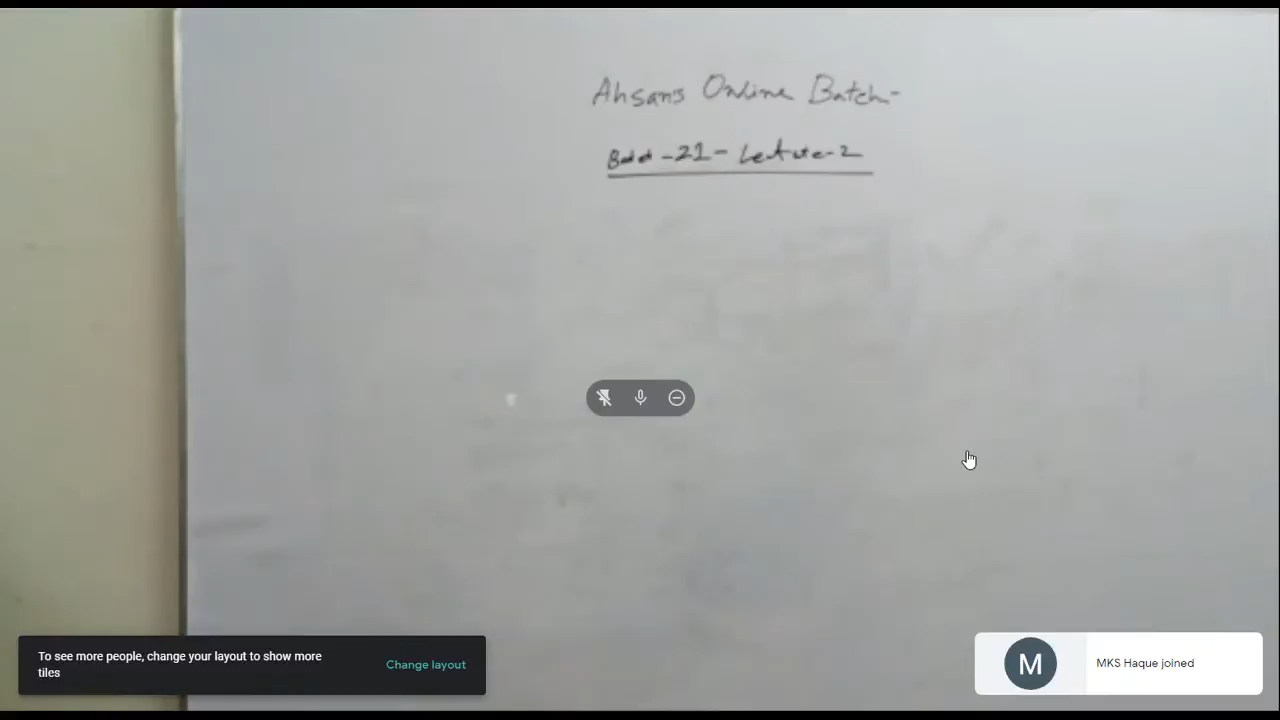 Ahsans Online Batch-
-21- Lecture-2
To see more people, change your layout to show more
tiles
Change layout
M
MKS Haque joined